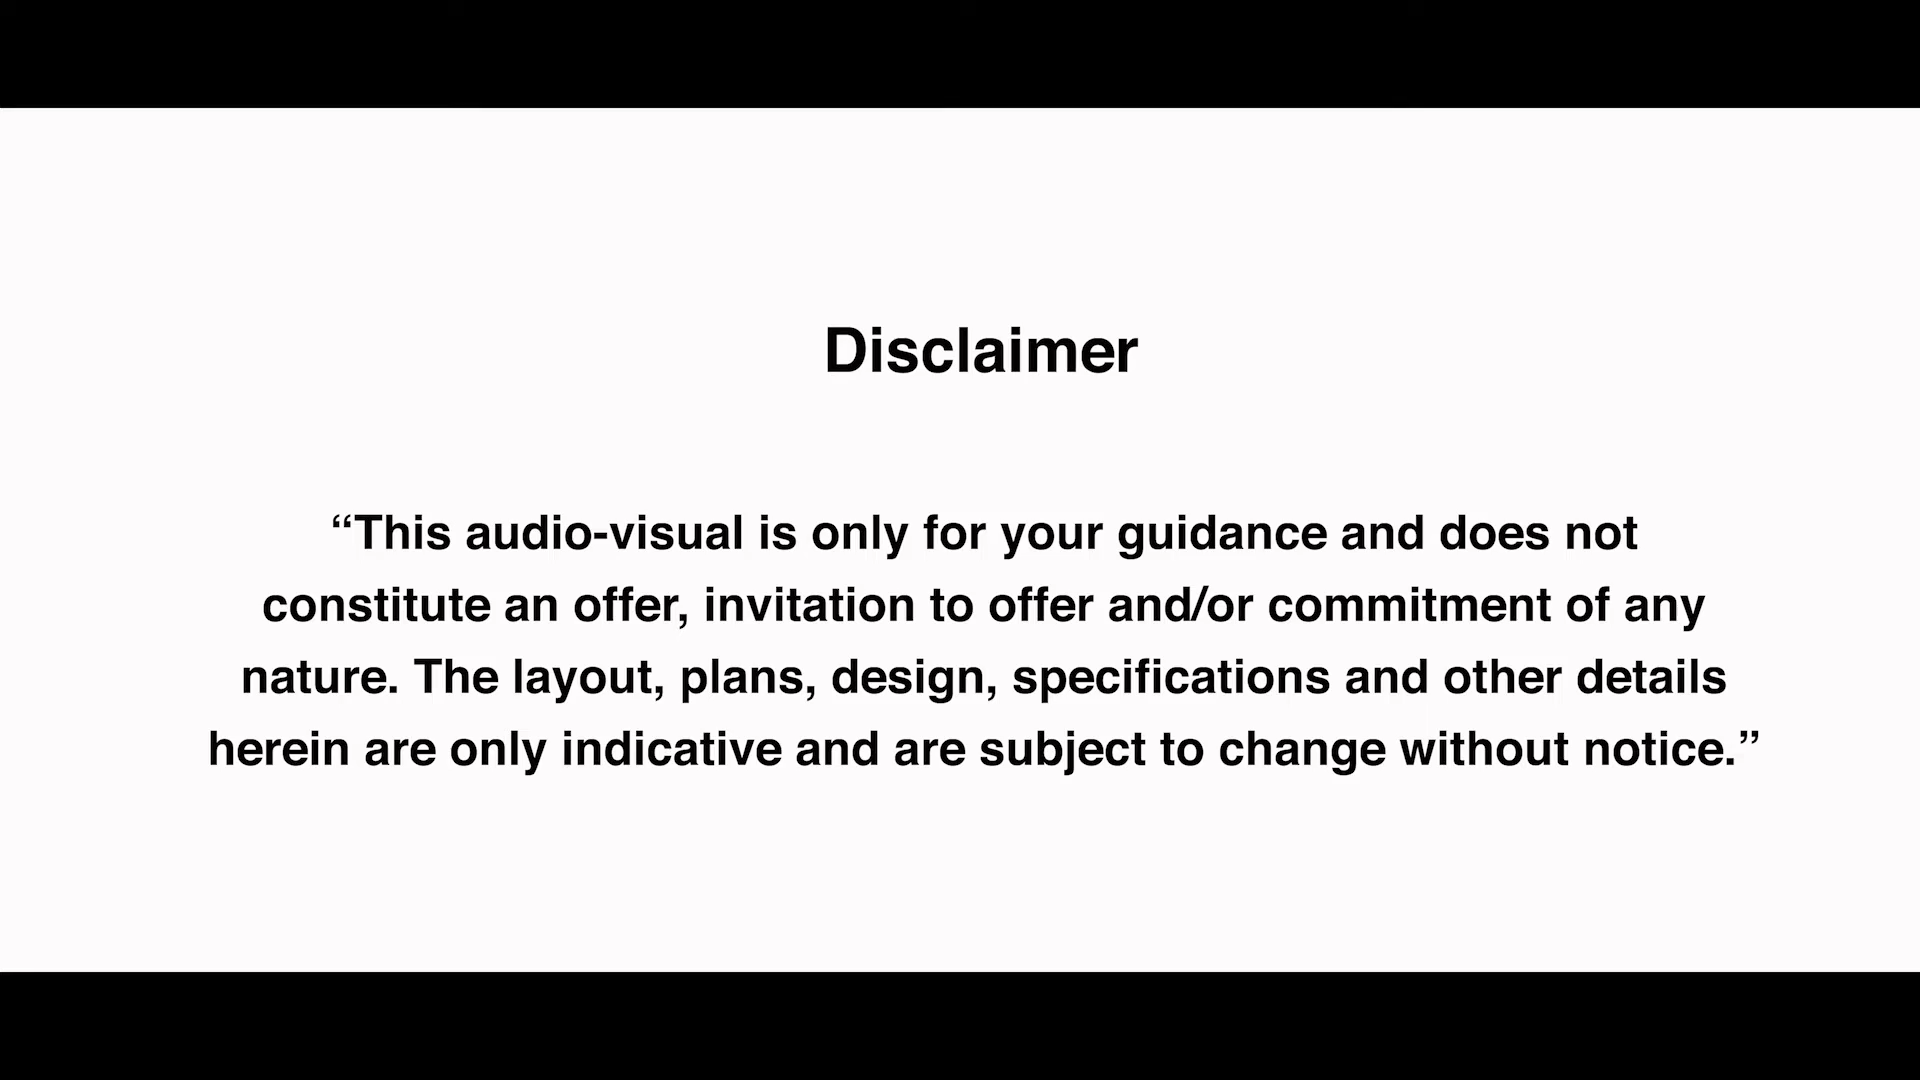 Disclaimer
“This audio-visual is only for your guidance and does not
constitute an offer, invitation to offer and/or commitment of any
nature. The layout, plans, design, specifications and other details
herein are only indicative and are subject to change without notice.”